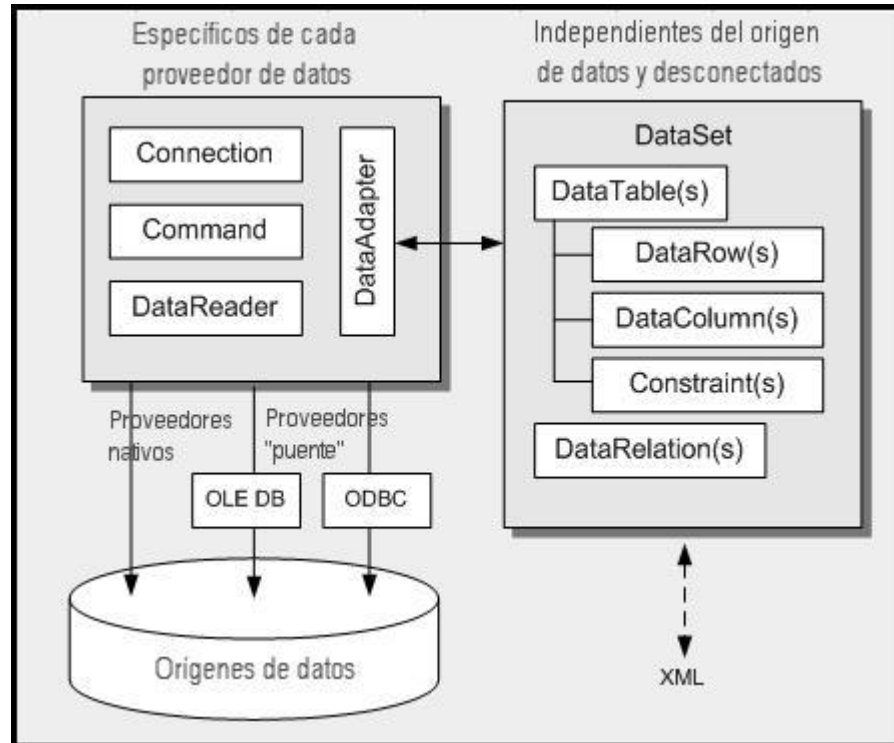 Específicos de cada
proveedor de datos
Connection
Command
DataReader
DataAdapter
Proveedores
nativos
Proveedores
"puente"
OLE DB
ODBC
Orígenes de datos
Independientes del origen
de datos y desconectados
DataSet
DataTable(s)
DataRow(s)
DataColumn(s)
Constraint(s)
DataRelation(s)
XML